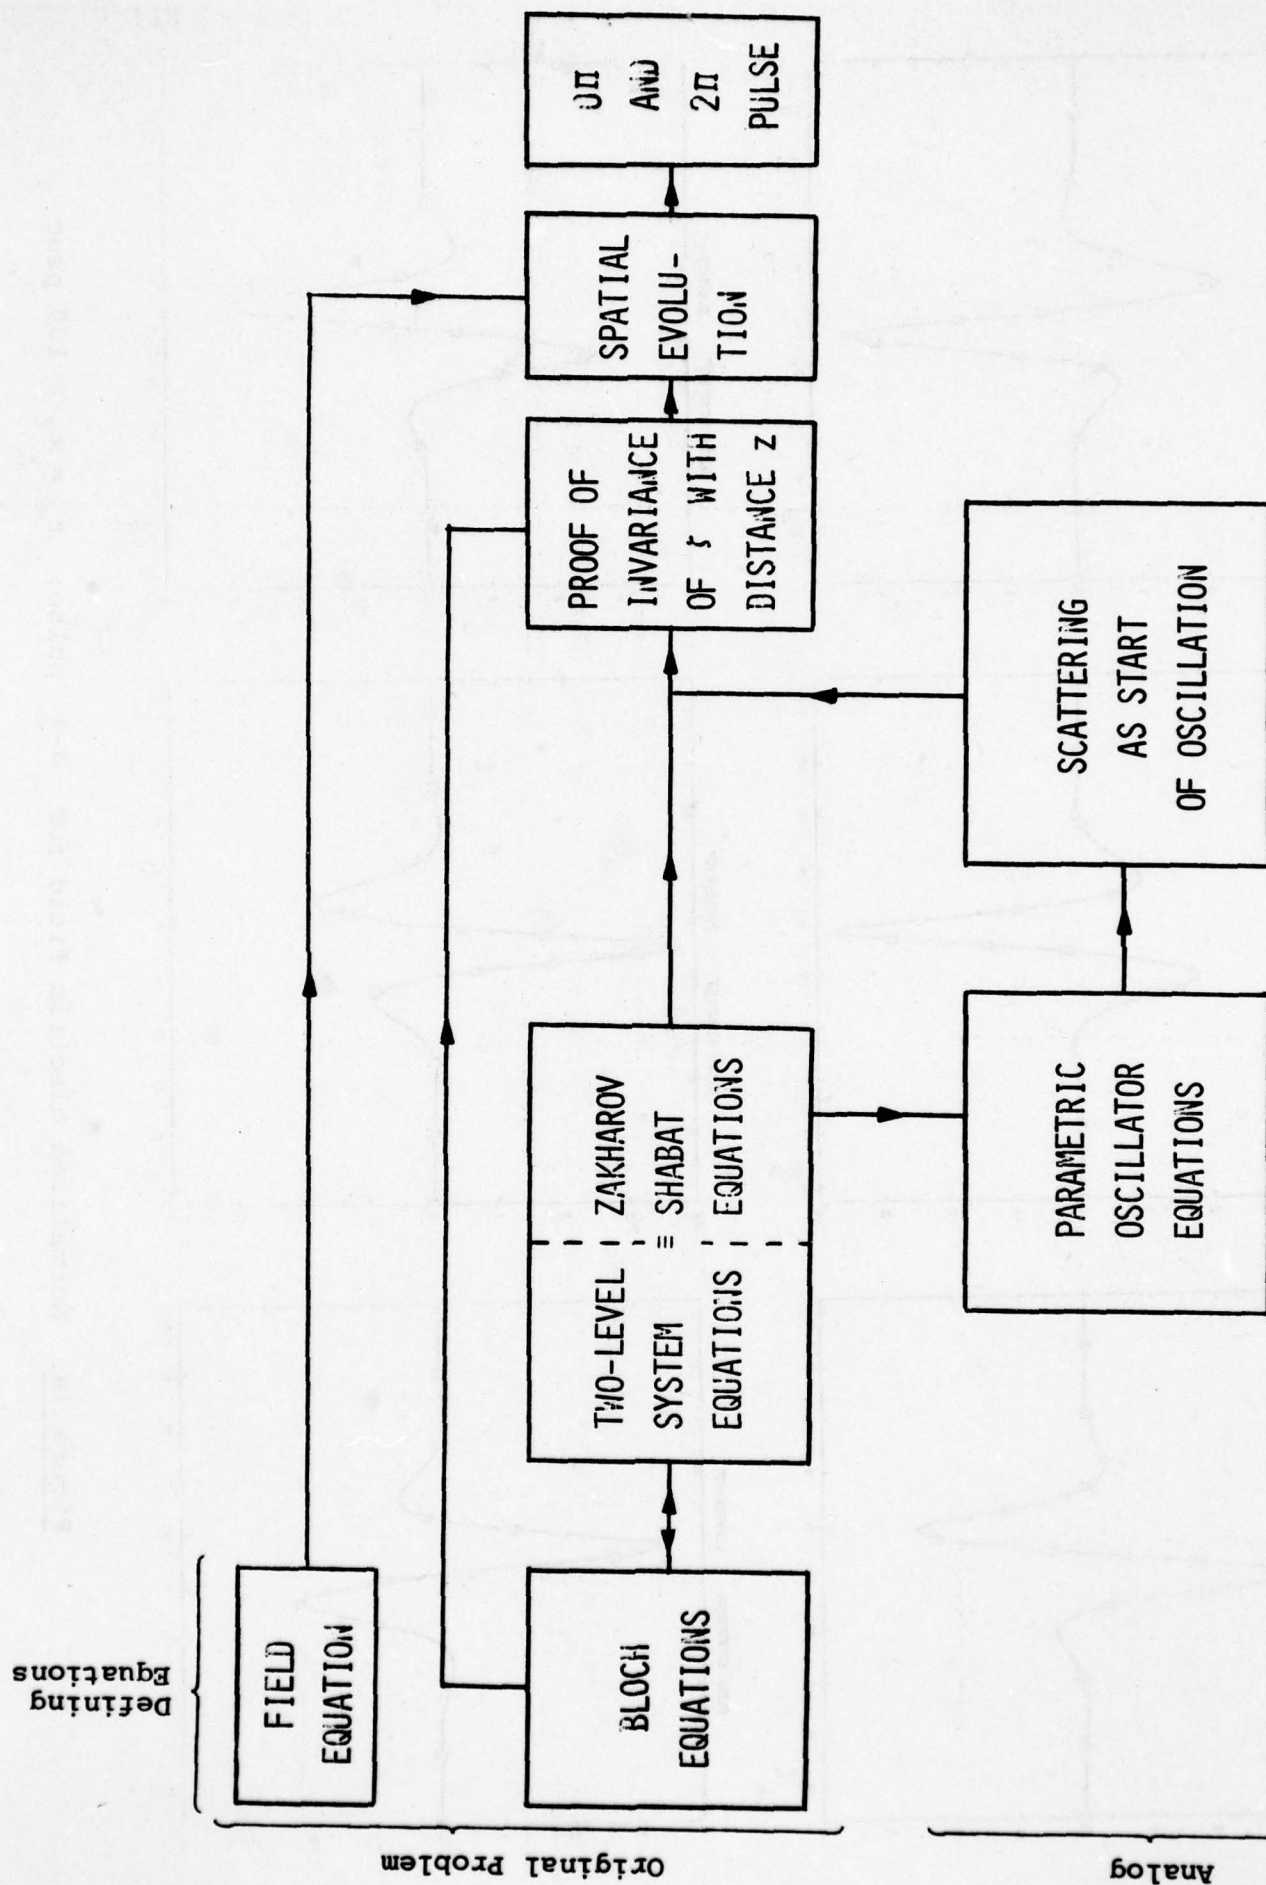 Defining
Equations
Original Problem
Analog
FIELD
EQUATION
BLOCH
EQUATIONS
TWO-LEVEL
SYSTEM
EQUATIONS
≡
ZAKHAROV
SHABAT
EQUATIONS
PROOF OF
INVARIANCE
OF ζ WITH
DISTANCE z
SPATIAL
EVOLU-
TION
0π
AND
2π
PULSE
PARAMETRIC
OSCILLATOR
EQUATIONS
SCATTERING
AS START
OF OSCILLATION